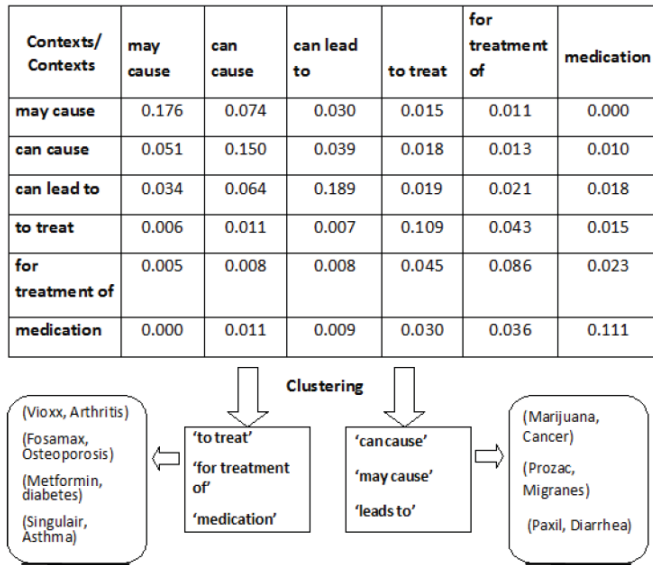 Contexts/ Contexts | may cause | can cause | can lead to | to treat | for treatment of | medication
may cause | 0.176 | 0.074 | 0.030 | 0.015 | 0.011 | 0.000
can cause | 0.051 | 0.150 | 0.039 | 0.018 | 0.013 | 0.010
can lead to | 0.034 | 0.064 | 0.189 | 0.019 | 0.021 | 0.018
to treat | 0.006 | 0.011 | 0.007 | 0.109 | 0.043 | 0.015
for treatment of | 0.005 | 0.008 | 0.008 | 0.045 | 0.086 | 0.023
medication | 0.000 | 0.011 | 0.009 | 0.030 | 0.036 | 0.111
Clustering
(Vioxx, Arthritis)
(Fosamax,
Osteoporosis)
(Metformin,
diabetes)
(Singulair,
Asthma)
'to treat'
'for treatment
of'
'medication'
'can cause'
'may cause'
'leads to'
(Marijuana,
Cancer)
(Prozac,
Migranes)
(Paxil, Diarrhea)